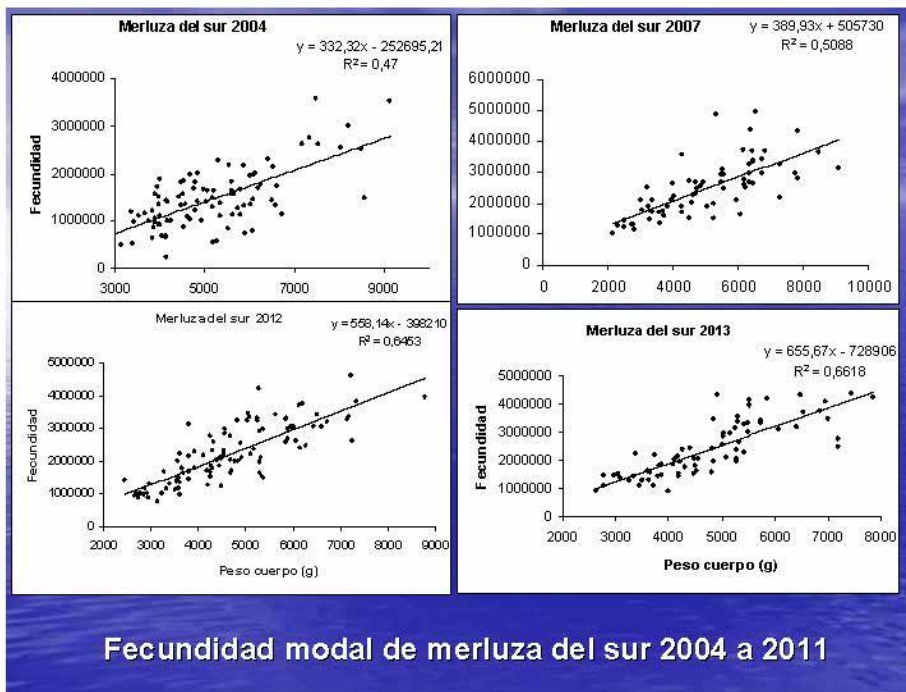 Merluza del sur 2004
y = 332,32x - 252695,21
R² = 0,47
Fecundidad
4000000
3000000
2000000
1000000
0
3000 5000 7000 9000
Merluza del sur 2007
y = 389,93x + 505730
R² = 0,5088
6000000
5000000
4000000
3000000
2000000
1000000
0
0 2000 4000 6000 8000 10000
Merluza del sur 2012
y = 558,14x - 398210
R² = 0,6453
Fecundidad
5000000
4000000
3000000
2000000
1000000
0
2000 3000 4000 5000 6000 7000 8000 9000
Peso cuerpo (g)
Merluza del sur 2013
y = 655,67x - 728906
R² = 0,6618
Fecundidad
5000000
4000000
3000000
2000000
1000000
0
2000 3000 4000 5000 6000 7000 8000
Peso cuerpo (g)
Fecundidad modal de merluza del sur 2004 a 2011